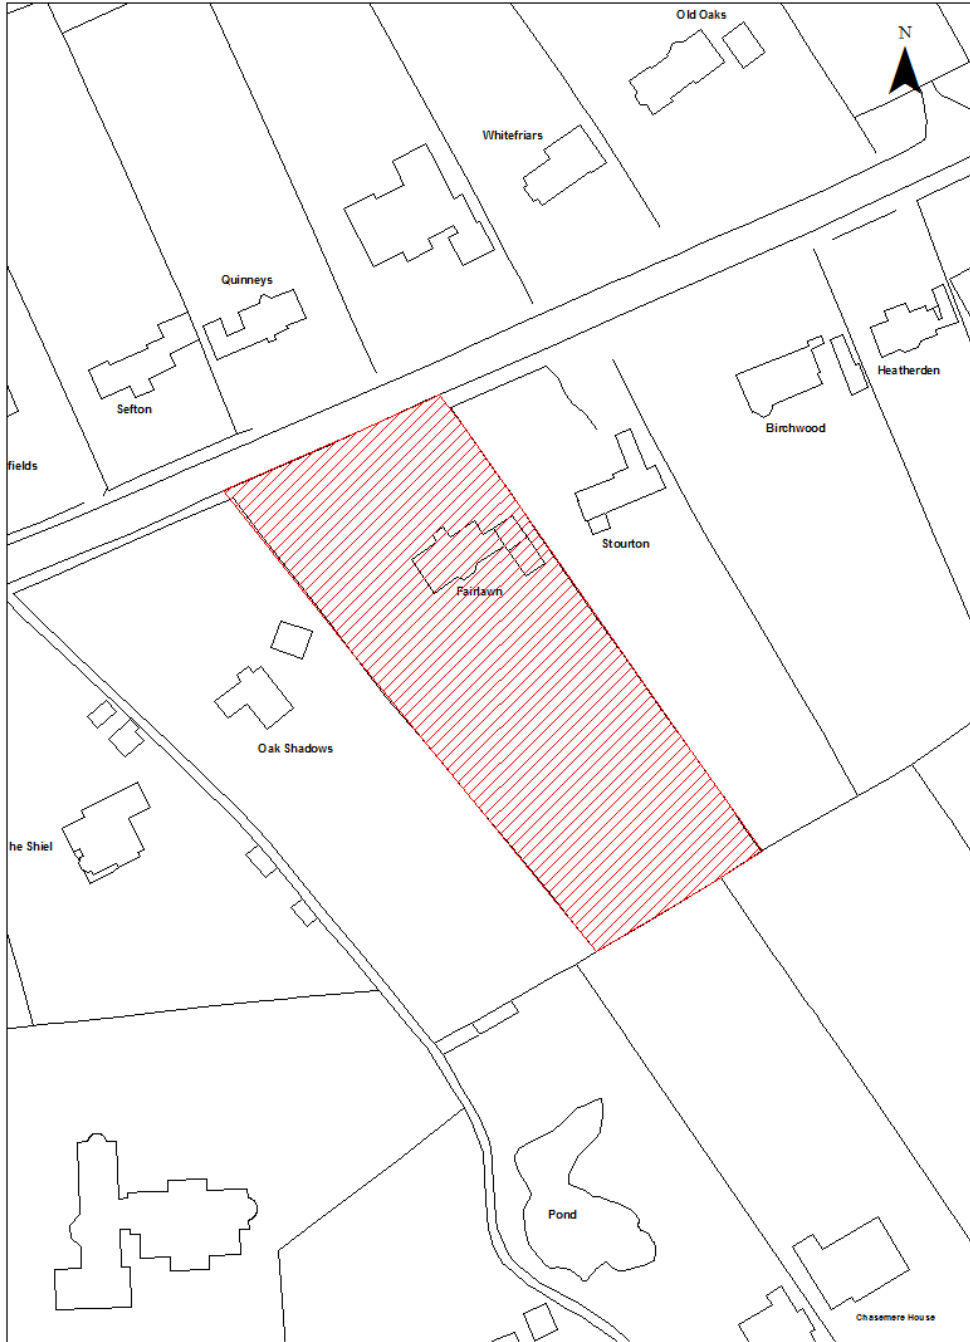 Old Oaks
N
Whitefriars
Quinneys
Heatherden
Sefton
Birchwood
fields
Stourton
Fairlawn
Oak Shadows
he Shiel
Pond
Chasemere House